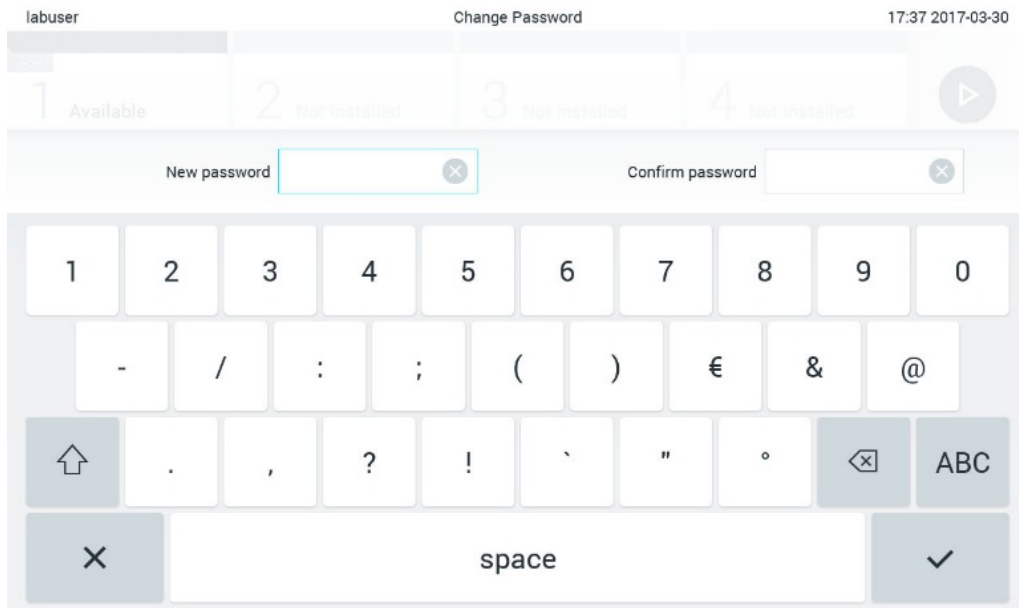 labuser Change Password 17:37 2017-03-30
1 Available 2 Not installed 3 Not installed 4 Not installed
New password Confirm password
1 2 3 4 5 6 7 8 9 0
- / : ; ( ) € & @
. , ? ! ` " ° ABC
space